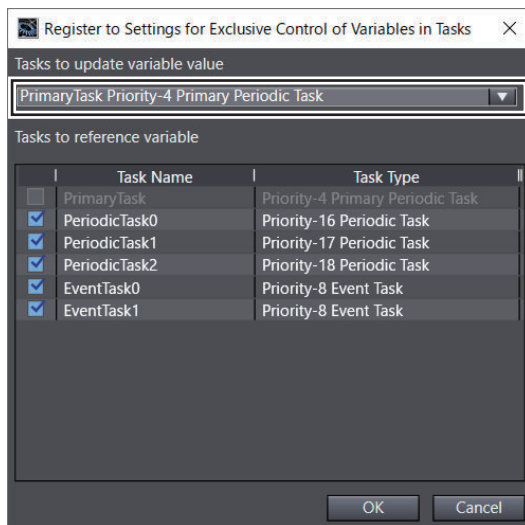 Register to Settings for Exclusive Control of Variables in Tasks
Tasks to update variable value
PrimaryTask Priority-4 Primary Periodic Task
Tasks to reference variable
Task Name Task Type
PrimaryTask Priority-4 Primary Periodic Task
PeriodicTask0 Priority-16 Periodic Task
PeriodicTask1 Priority-17 Periodic Task
PeriodicTask2 Priority-18 Periodic Task
EventTask0 Priority-8 Event Task
EventTask1 Priority-8 Event Task
OK Cancel